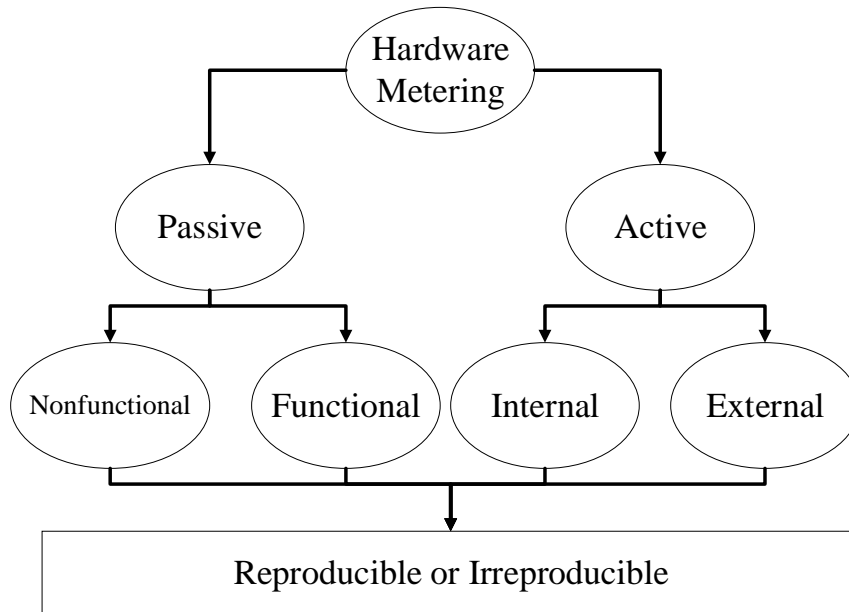 Hardware
Metering
Passive
Active
Nonfunctional
Functional
Internal
External
Reproducible or Irreproducible